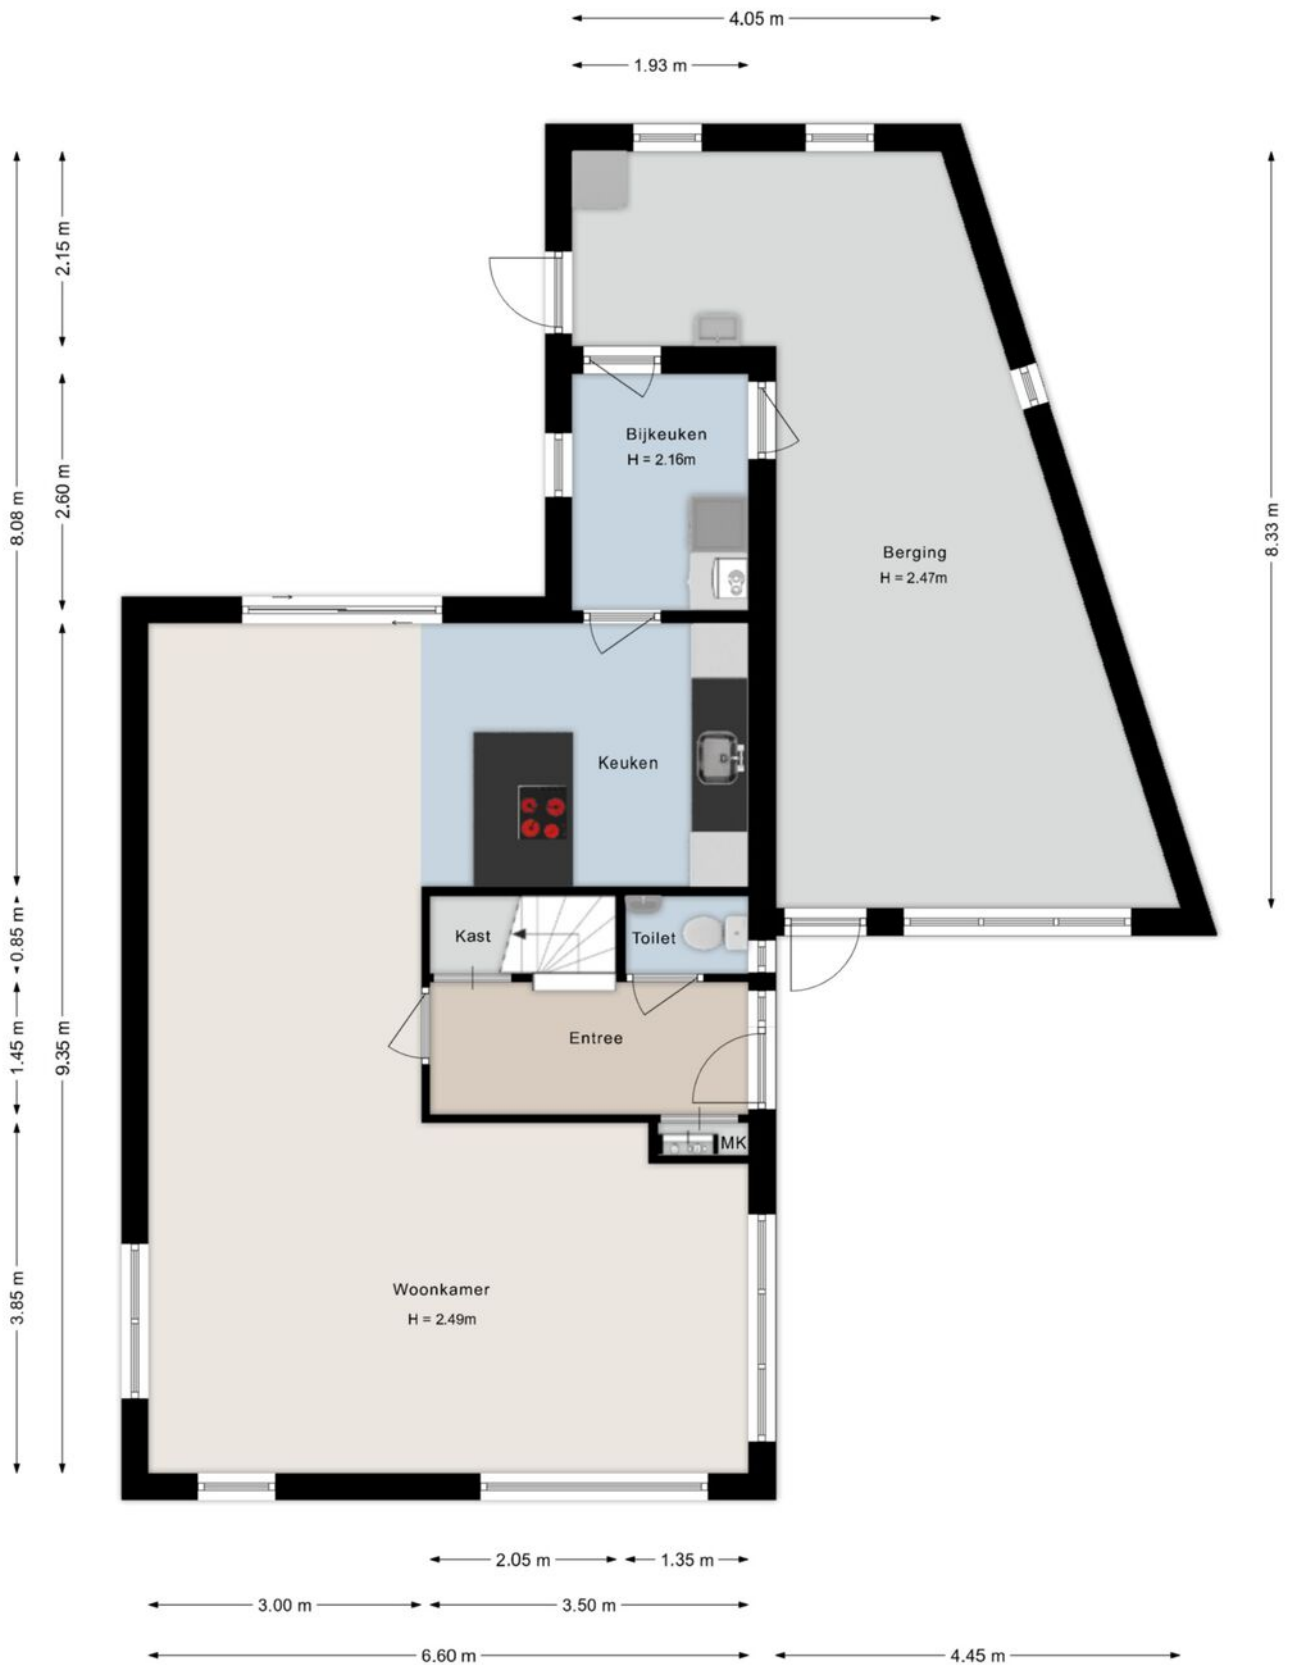 4.05 m
1.93 m
2.15 m
8.08 m
2.60 m
8.33 m
Bijkeuken
H = 2.16m
Berging
H = 2.47m
Keuken
0.85 m
Kast
Toilet
1.45 m
9.35 m
Entree
MK
3.85 m
Woonkamer
H = 2.49m
2.05 m
1.35 m
3.00 m
3.50 m
6.60 m
4.45 m